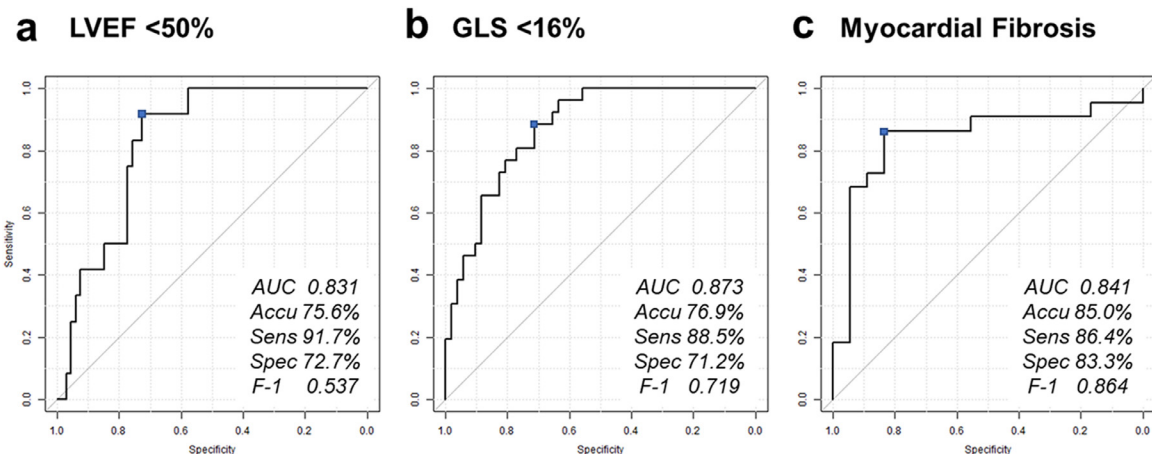 a LVEF <50%
1.0
0.8
0.6
0.4
0.2
0.0
Sensitivity
AUC 0.831
Accu 75.6%
Sens 91.7%
Spec 72.7%
F-1 0.537
1.0 0.8 0.6 0.4 0.2 0.0
Specificity
b GLS <16%
1.0
0.8
0.6
0.4
0.2
0.0
AUC 0.873
Accu 76.9%
Sens 88.5%
Spec 71.2%
F-1 0.719
1.0 0.8 0.6 0.4 0.2 0.0
Specificity
c Myocardial Fibrosis
1.0
0.8
0.6
0.4
0.2
0.0
AUC 0.841
Accu 85.0%
Sens 86.4%
Spec 83.3%
F-1 0.864
1.0 0.8 0.6 0.4 0.2 0.0
Specificity